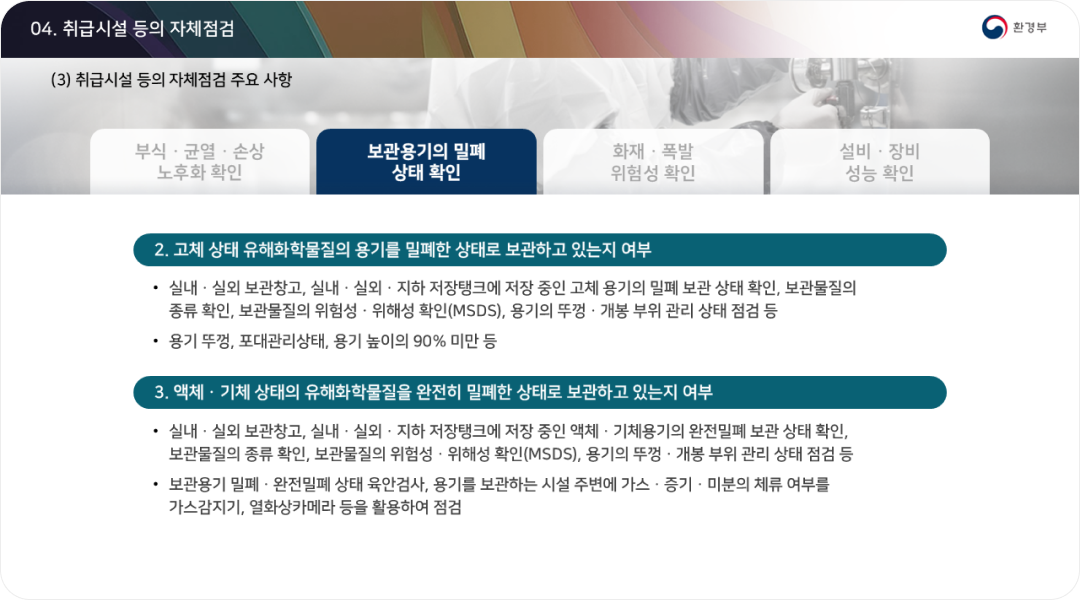 04. 취급시설 등의 자체점검
환경부
(3) 취급시설 등의 자체점검 주요 사항
부식 · 균열 · 손상
노후화 확인
보관용기의 밀폐
상태 확인
화재 · 폭발
위험성 확인
설비 · 장비
성능 확인
2. 고체 상태 유해화학물질의 용기를 밀폐한 상태로 보관하고 있는지 여부
• 실내 · 실외 보관창고, 실내 · 실외 · 지하 저장탱크에 저장 중인 고체 용기의 밀폐 보관 상태 확인, 보관물질의
종류 확인, 보관물질의 위험성 · 위해성 확인(MSDS), 용기의 뚜껑 · 개봉 부위 관리 상태 점검 등
• 용기 뚜껑, 포대관리상태, 용기 높이의 90% 미만 등
3. 액체 · 기체 상태의 유해화학물질을 완전히 밀폐한 상태로 보관하고 있는지 여부
• 실내 · 실외 보관창고, 실내 · 실외 · 지하 저장탱크에 저장 중인 액체 · 기체용기의 완전밀폐 보관 상태 확인,
보관물질의 종류 확인, 보관물질의 위험성 · 위해성 확인(MSDS), 용기의 뚜껑 · 개봉 부위 관리 상태 점검 등
• 보관용기 밀폐 · 완전밀폐 상태 육안검사, 용기를 보관하는 시설 주변에 가스 · 증기 · 미분의 체류 여부를
가스감지기, 열화상카메라 등을 활용하여 점검